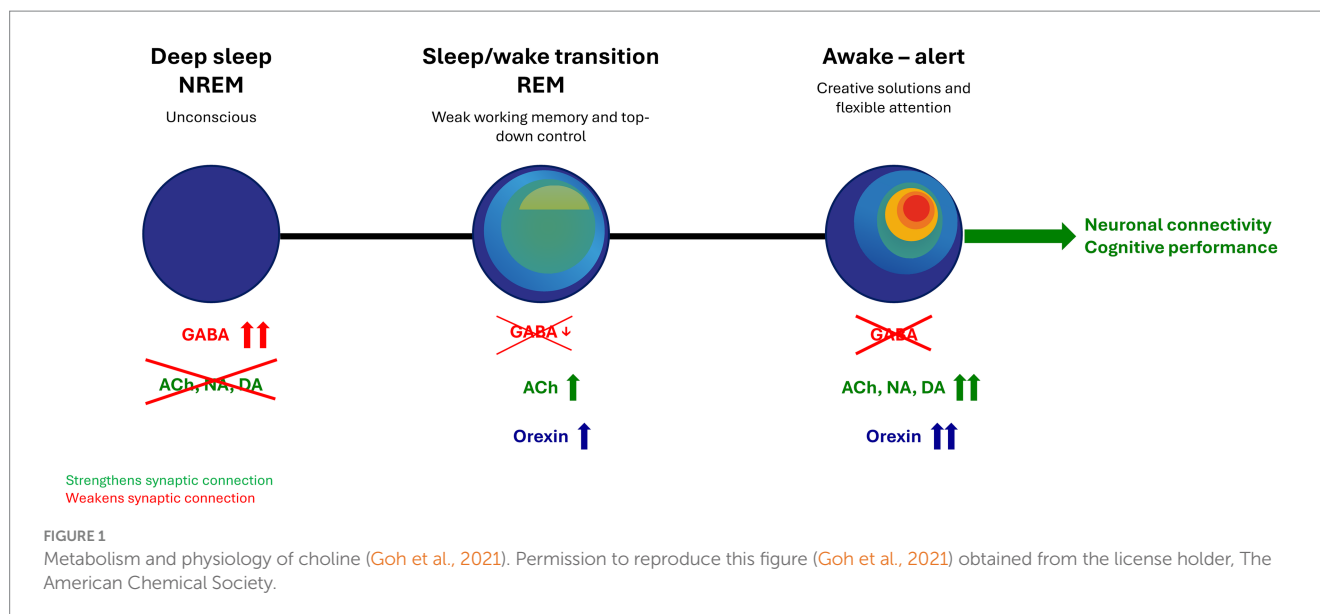 Deep sleep
NREM
Unconscious
Sleep/wake transition
REM
Weak working memory and top-
down control
Awake – alert
Creative solutions and
flexible attention
Neuronal connectivity
Cognitive performance
GABA
ACh, NA, DA
GABA ↓
ACh
Orexin
GABA
ACh, NA, DA
Orexin
Strengthens synaptic connection
Weakens synaptic connection
FIGURE 1
Metabolism and physiology of choline (Goh et al., 2021). Permission to reproduce this figure (Goh et al., 2021) obtained from the license holder, The
American Chemical Society.